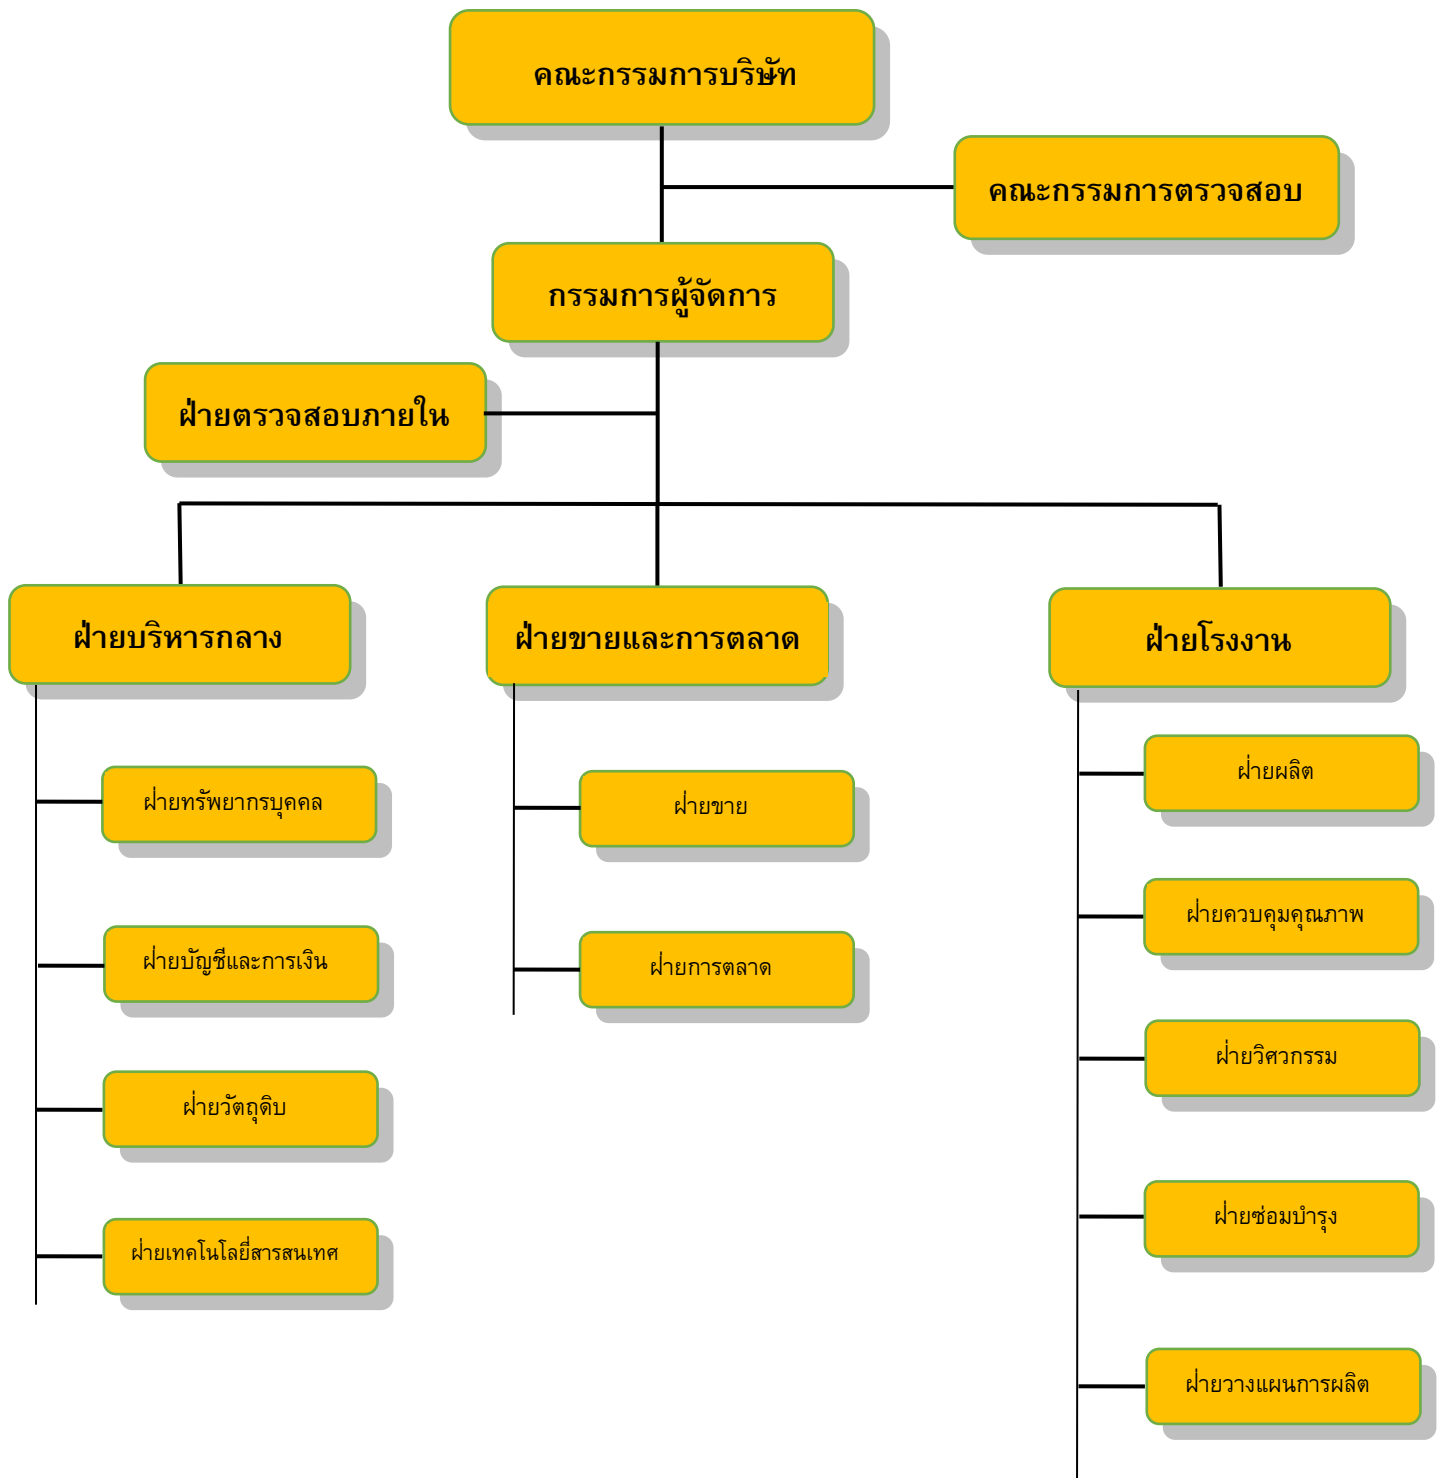 คณะกรรมการบริษัท
คณะกรรมการตรวจสอบ
กรรมการผู้จัดการ
ฝ่ายตรวจสอบภายใน
ฝ่ายบริหารกลาง
ฝ่ายขายและการตลาด
ฝ่ายโรงงาน
ฝ่ายทรัพยากรบุคคล
ฝ่ายบัญชีและการเงิน
ฝ่ายวัตถุดิบ
ฝ่ายเทคโนโลยี่สารสนเทศ
ฝ่ายขาย
ฝ่ายการตลาด
ฝ่ายผลิต
ฝ่ายควบคุมคุณภาพ
ฝ่ายวิศวกรรม
ฝ่ายซ่อมบำรุง
ฝ่ายวางแผนการผลิต